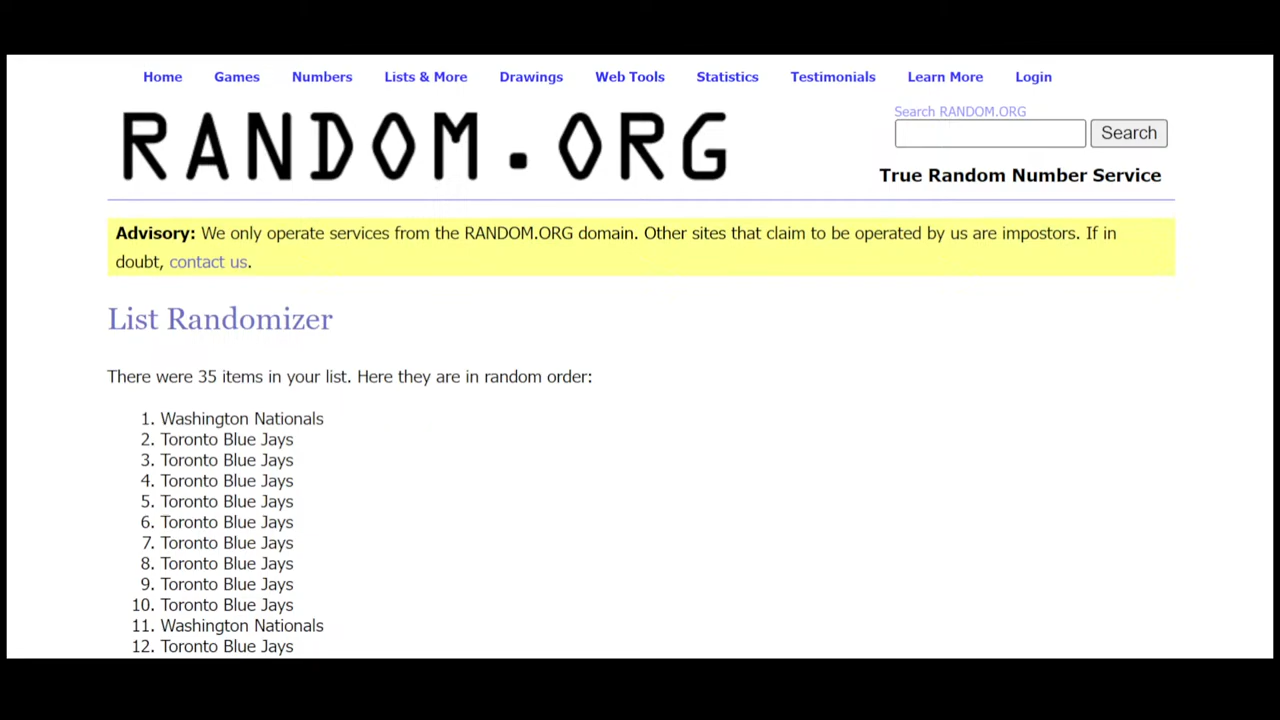 Home Games Numbers Lists & More Drawings Web Tools Statistics Testimonials Learn More Login
RANDOM.ORG
Search RANDOM.ORG
Search
True Random Number Service
Advisory: We only operate services from the RANDOM.ORG domain. Other sites that claim to be operated by us are impostors. If in
doubt, contact us.
List Randomizer
There were 35 items in your list. Here they are in random order:
1. Washington Nationals
2. Toronto Blue Jays
3. Toronto Blue Jays
4. Toronto Blue Jays
5. Toronto Blue Jays
6. Toronto Blue Jays
7. Toronto Blue Jays
8. Toronto Blue Jays
9. Toronto Blue Jays
10. Toronto Blue Jays
11. Washington Nationals
12. Toronto Blue Jays